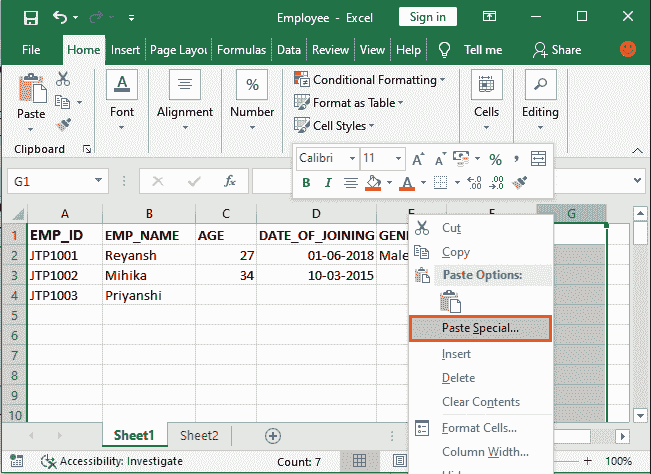 Employee - Excel
Sign in
File Home Insert Page Layou Formulas Data Review View Help Tell me Share
Paste
Clipboard
Font
Alignment
%
Number
Conditional Formatting
Format as Table
Cell Styles
Cells
Editing
Calibri 11 A A % ,
B I A .00
G1 fx
A B C D G
1 EMP_ID EMP_NAME AGE DATE_OF_JOINING
2 JTP1001 Reyansh 27 01-06-2018 Male
3 JTP1002 Mihika 34 10-03-2015
4 JTP1003 Priyanshi
5
6
7
8
9
10
Cut
Copy
Paste Options:
Paste Special...
Insert
Delete
Clear Contents
Format Cells...
Column Width...
Sheet1 Sheet2
Accessibility: Investigate Count: 7 100%